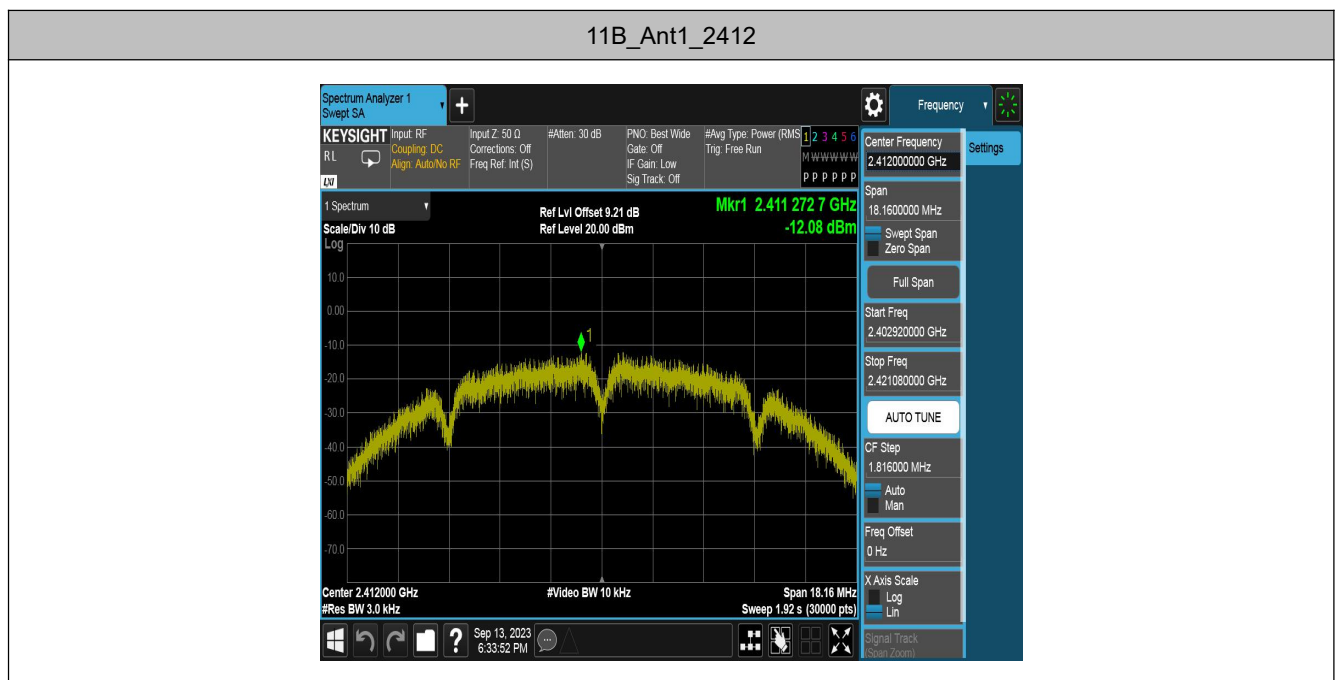 11B_Ant1_2412
Spectrum Analyzer 1
Swept SA
+
Frequency
KEYSIGHT
RL
LXI
Input: RF
Coupling: DC
Align: Auto/No RF
Input Z: 50 Ω
Corrections: Off
Freq Ref: Int (S)
#Atten: 30 dB
PNO: Best Wide
Gate: Off
IF Gain: Low
Sig Track: Off
#Avg Type: Power (RMS
Trig: Free Run
1 2 3 4 5 6
M W W W W W
P P P P P P
1 Spectrum
Scale/Div 10 dB
Ref Lvl Offset 9.21 dB
Ref Level 20.00 dBm
Mkr1 2.411 272 7 GHz
-12.08 dBm
Log
10.0
0.00
-10.0
-20.0
-30.0
-40.0
-50.0
-60.0
-70.0
1
Center 2.412000 GHz
#Res BW 3.0 kHz
#Video BW 10 kHz
Span 18.16 MHz
Sweep 1.92 s (30000 pts)
?
Sep 13, 2023
6:33:52 PM
Center Frequency
2.412000000 GHz
Settings
Span
18.1600000 MHz
Swept Span
Zero Span
Full Span
Start Freq
2.402920000 GHz
Stop Freq
2.421080000 GHz
AUTO TUNE
CF Step
1.816000 MHz
Auto
Man
Freq Offset
0 Hz
X Axis Scale
Log
Lin
Signal Track
(Span Zoom)